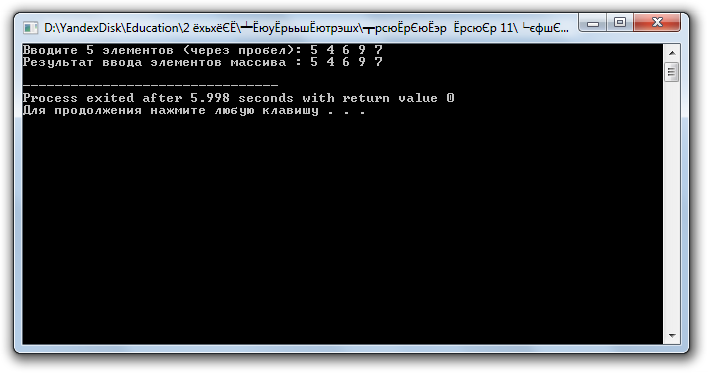 D:\YandexDisk\Education\2 ёхьхёЄЁ\┴ЁюуЁрььшЁютрэшх\┬рсюЁрЄюЁэр  ЁрсюЄр 11\ └єфшЄ...
Вводите 5 элементов (через пробел): 5 4 6 9 7
Результат ввода элементов массива : 5 4 6 9 7
--------------------------------
Process exited after 5.998 seconds with return value 0
Для продолжения нажмите любую клавишу . . .